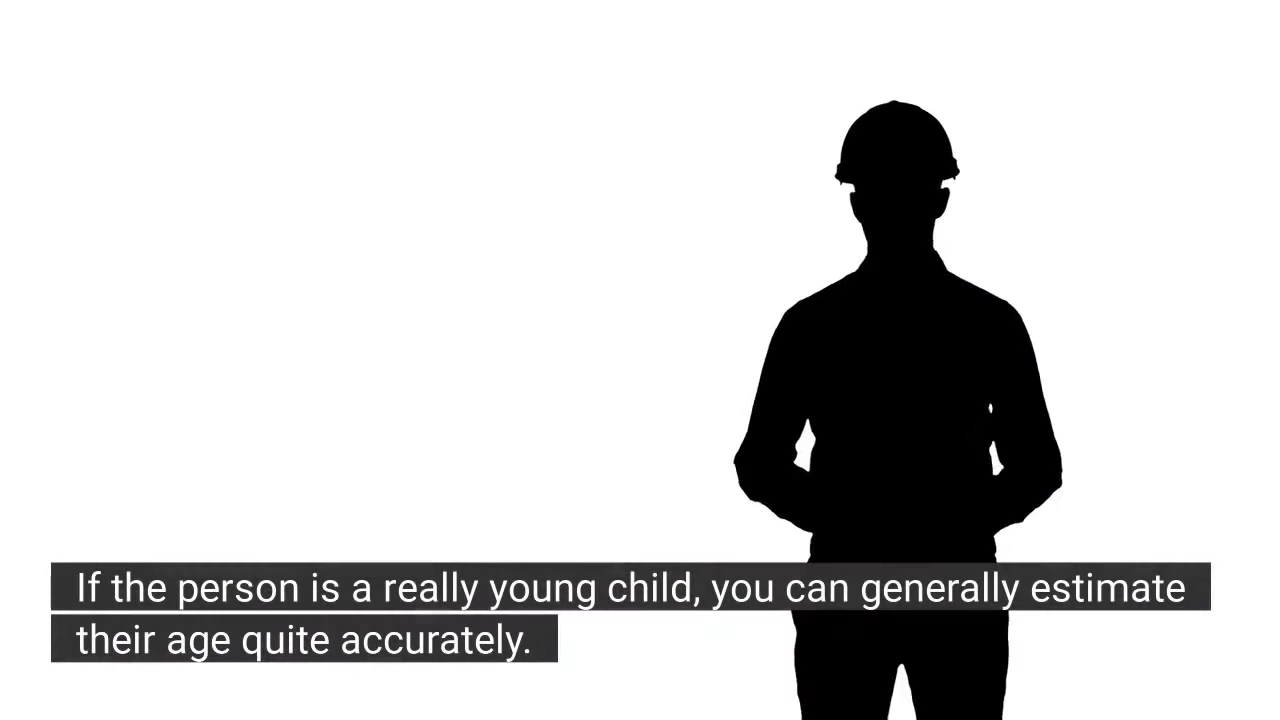 If the person is a really young child, you can generally estimate
their age quite accurately.